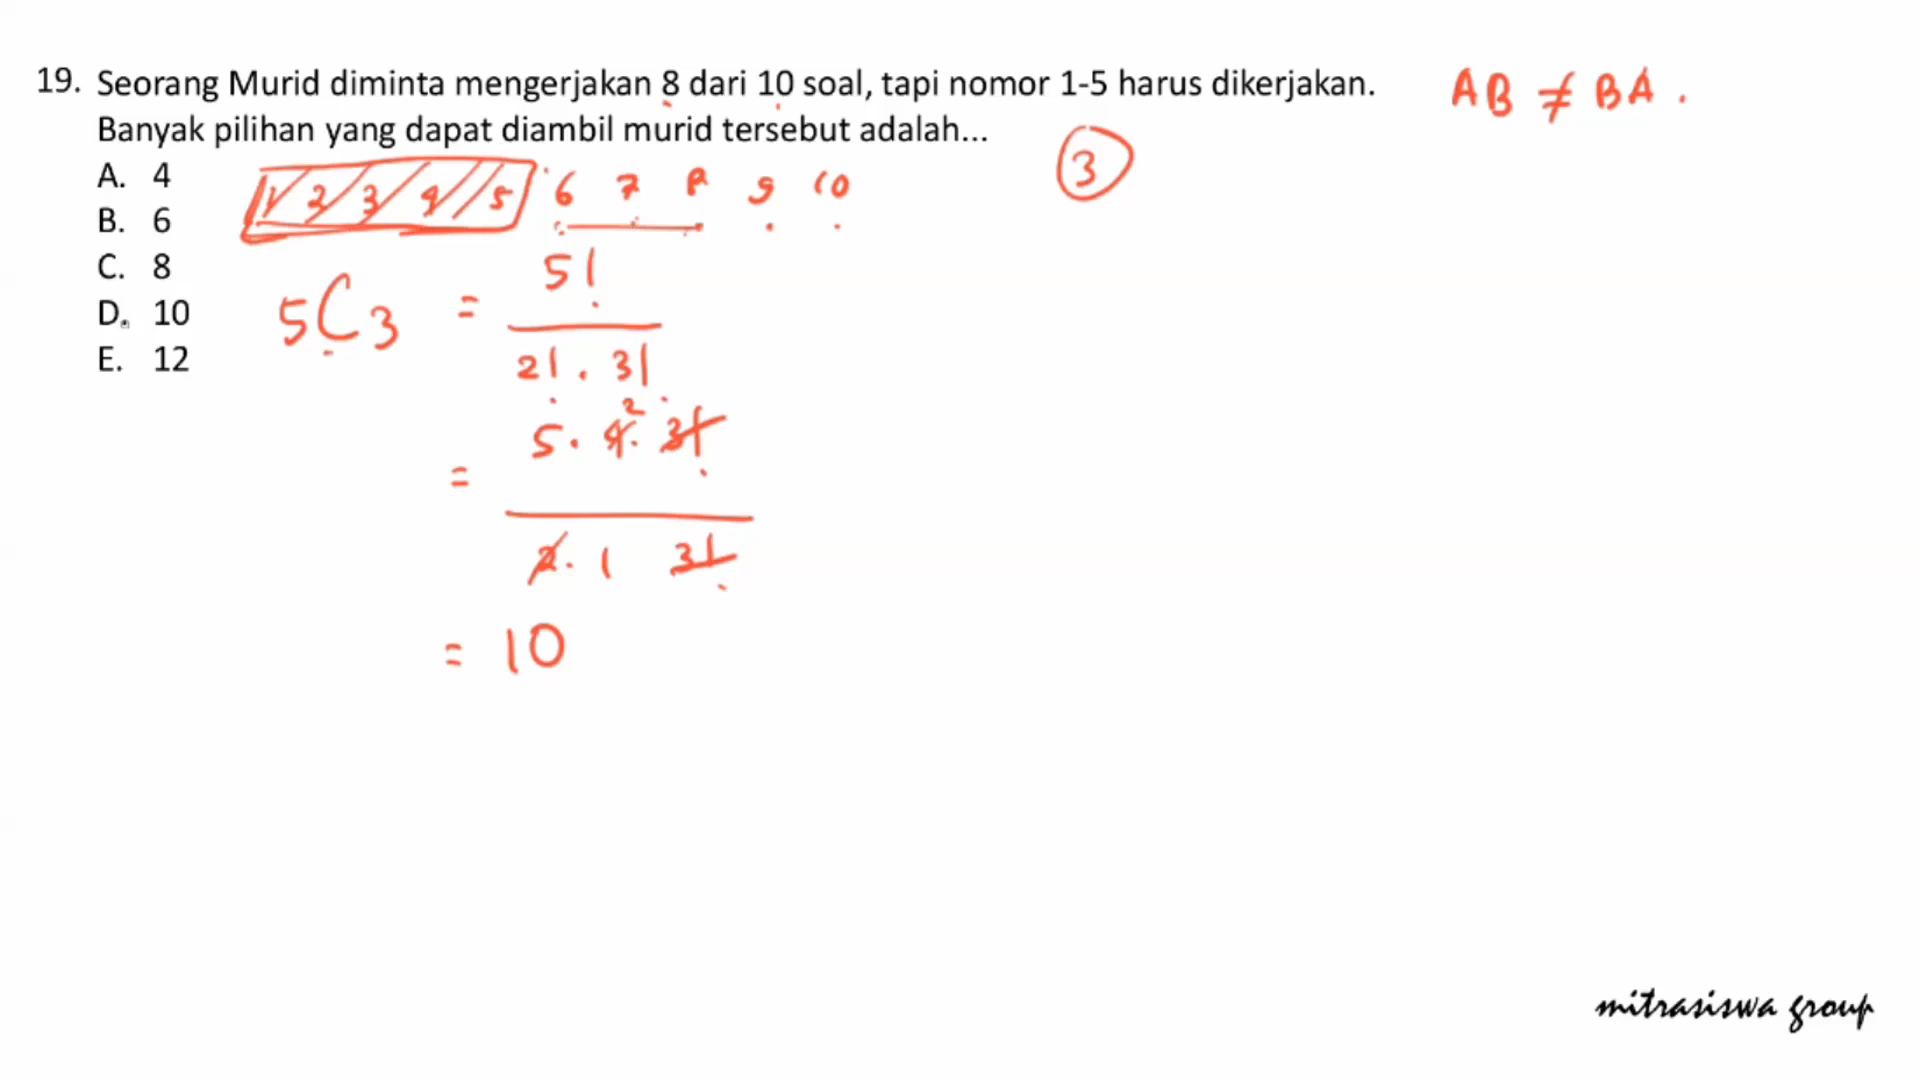 19. Seorang Murid diminta mengerjakan 8 dari 10 soal, tapi nomor 1-5 harus dikerjakan.
Banyak pilihan yang dapat diambil murid tersebut adalah...
A. 4
B. 6
C. 8
D. 10
E. 12
AB ≠ BA .
3
1 2 3 4 5 6 7 8 9 10
5C3 = 5! / 2! . 3!
= 5 . 4 2 . 3! / 2 . 1 3!
= 10
mitrasiswa group